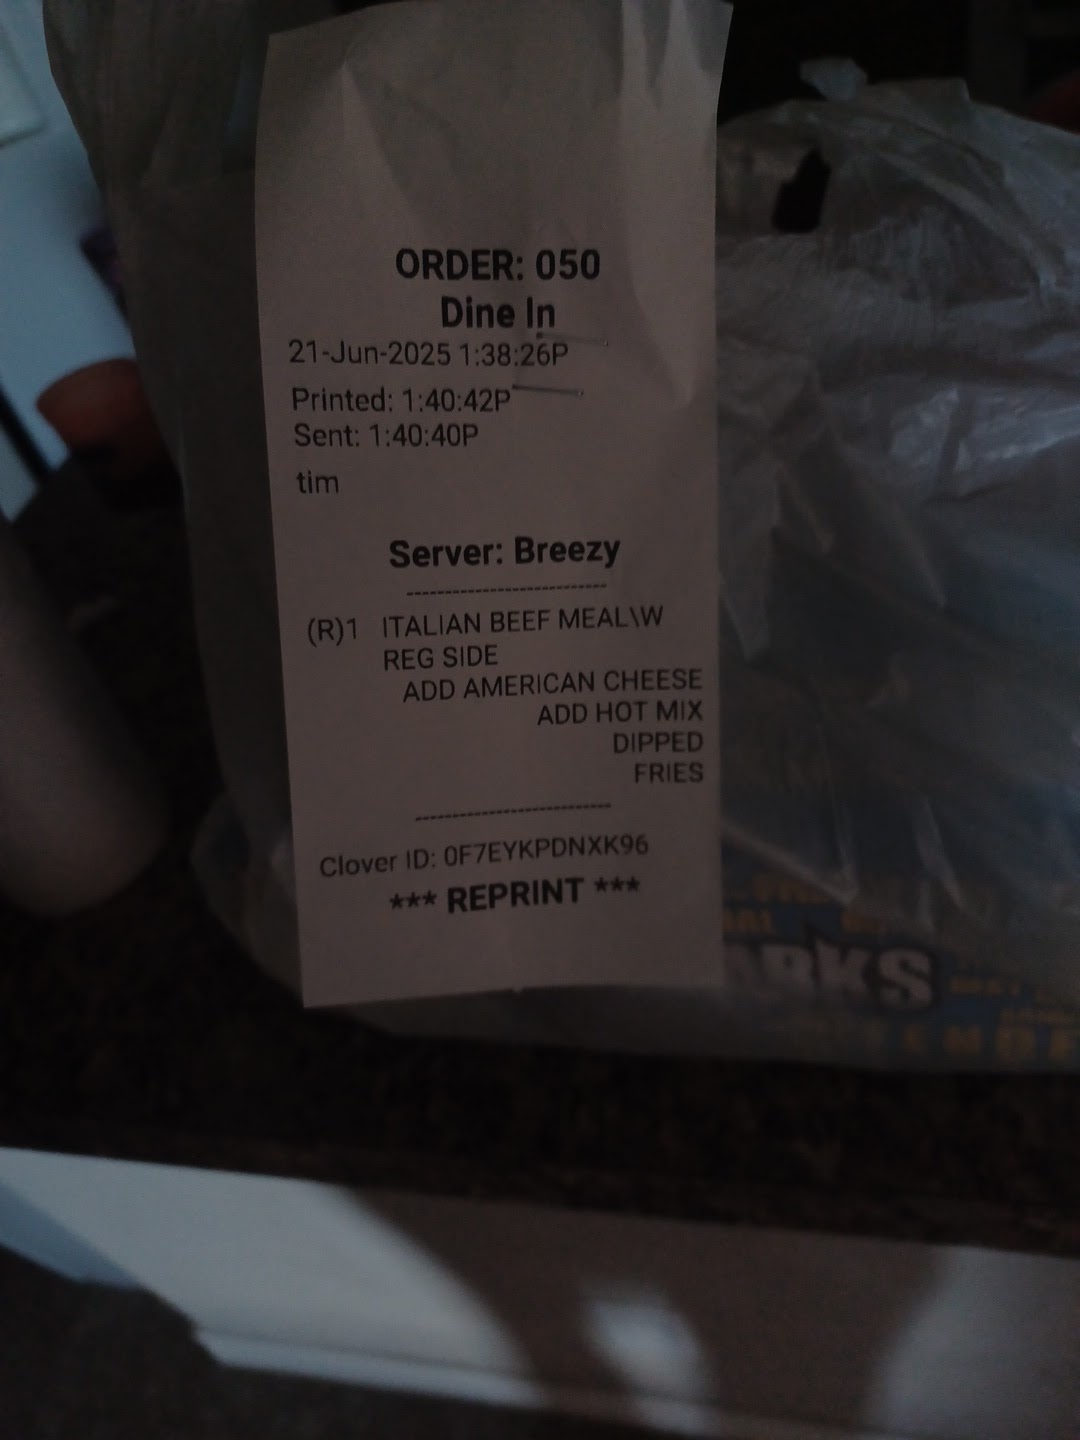 ORDER: 050
Dine In
21-Jun-2025 1:38:26P
Printed: 1:40:42P
Sent: 1:40:40P
tim
Server: Breezy
---------------------------
(R)1 ITALIAN BEEF MEAL\W
REG SIDE
ADD AMERICAN CHEESE
ADD HOT MIX
DIPPED
FRIES
---------------------------
Clover ID: 0F7EYKPDNXK96
*** REPRINT ***
ARKS